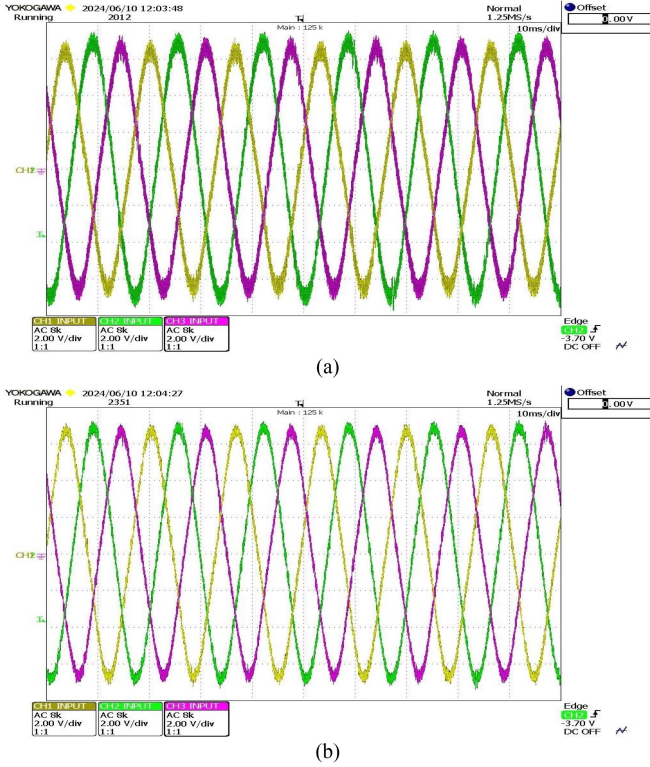 YOKOGAWA 2024/06/10 12:03:48 Normal
Running 2012 1.25MS/s
Main : 125 k 10ms/div
Offset
0.00V
CH1 INPUT CH2 INPUT CH3 INPUT
AC 8k AC 8k AC 8k
2.00 V/div 2.00 V/div 2.00 V/div
1:1 1:1 1:1
Edge
CH2
-3.70 V
DC OFF
(a)
YOKOGAWA 2024/06/10 12:04:27 Normal
Running 2351 1.25MS/s
Main : 125 k 10ms/div
Offset
0.00V
CH1 INPUT CH2 INPUT CH3 INPUT
AC 8k AC 8k AC 8k
2.00 V/div 2.00 V/div 2.00 V/div
1:1 1:1 1:1
Edge
CH2
-3.70 V
DC OFF
(b)